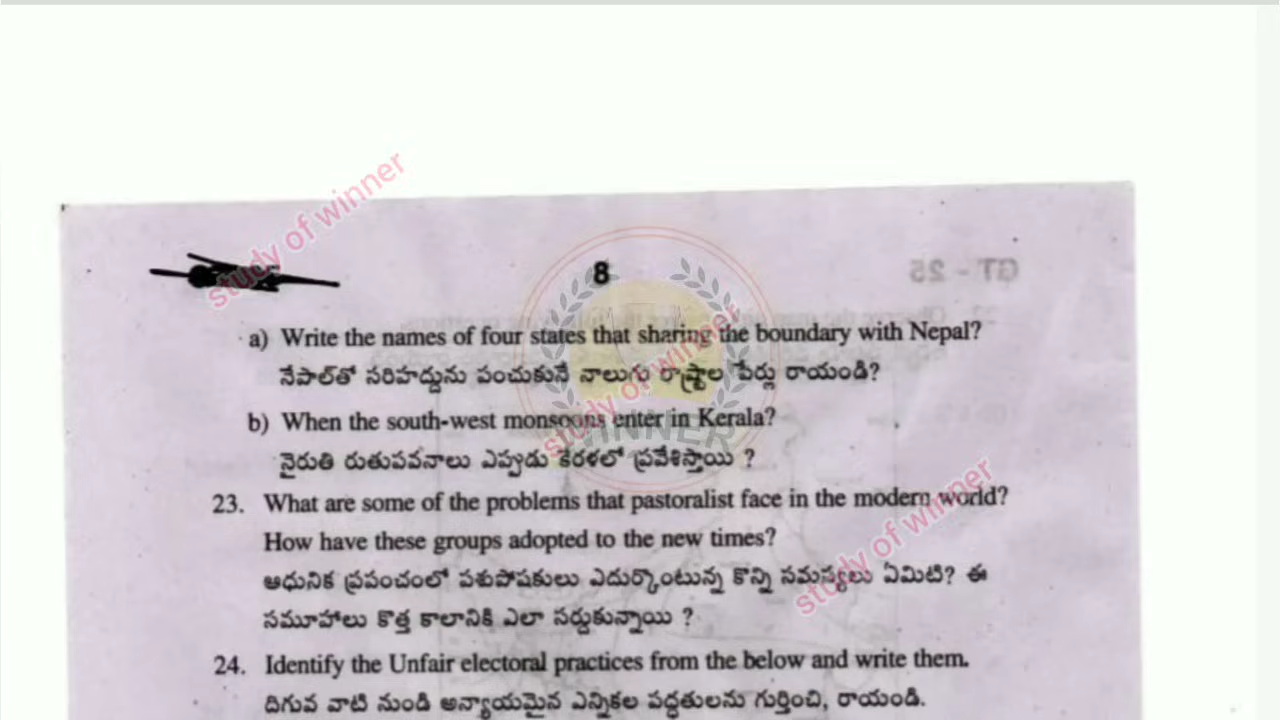 8
a) Write the names of four states that sharing the boundary with Nepal?
నేపాల్‌తో సరిహద్దును పంచుకునే నాలుగు రాష్ట్రాల పేర్లు రాయండి?
b) When the south-west monsoons enter in Kerala?
నైరుతి రుతుపవనాలు ఎప్పుడు కేరళలో ప్రవేశిస్తాయి ?
23. What are some of the problems that pastoralist face in the modern world?
How have these groups adopted to the new times?
ఆధునిక ప్రపంచంలో పశుపోషకులు ఎదుర్కొంటున్న కొన్ని సమస్యలు ఏమిటి? ఈ
సమూహాలు కొత్త కాలానికి ఎలా సర్దుకున్నాయి ?
24. Identify the Unfair electoral practices from the below and write them.
దిగువ వాటి నుండి అన్యాయమైన ఎన్నికల పద్ధతులను గుర్తించి, రాయండి.
study of winner
study of winner
study of winner
WINNER